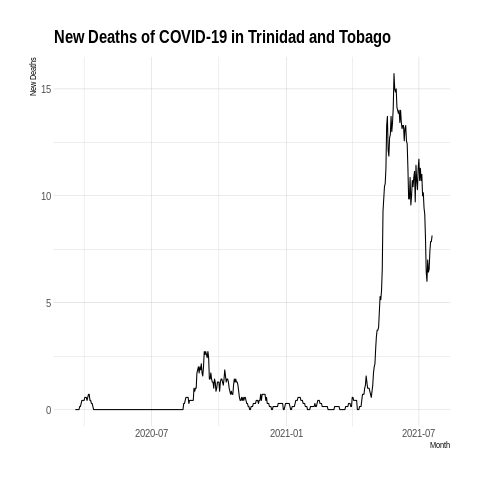 New Deaths of COVID-19 in Trinidad and Tobago
New Deaths
15
10
5
0
2020-07
2021-01
2021-07
Month